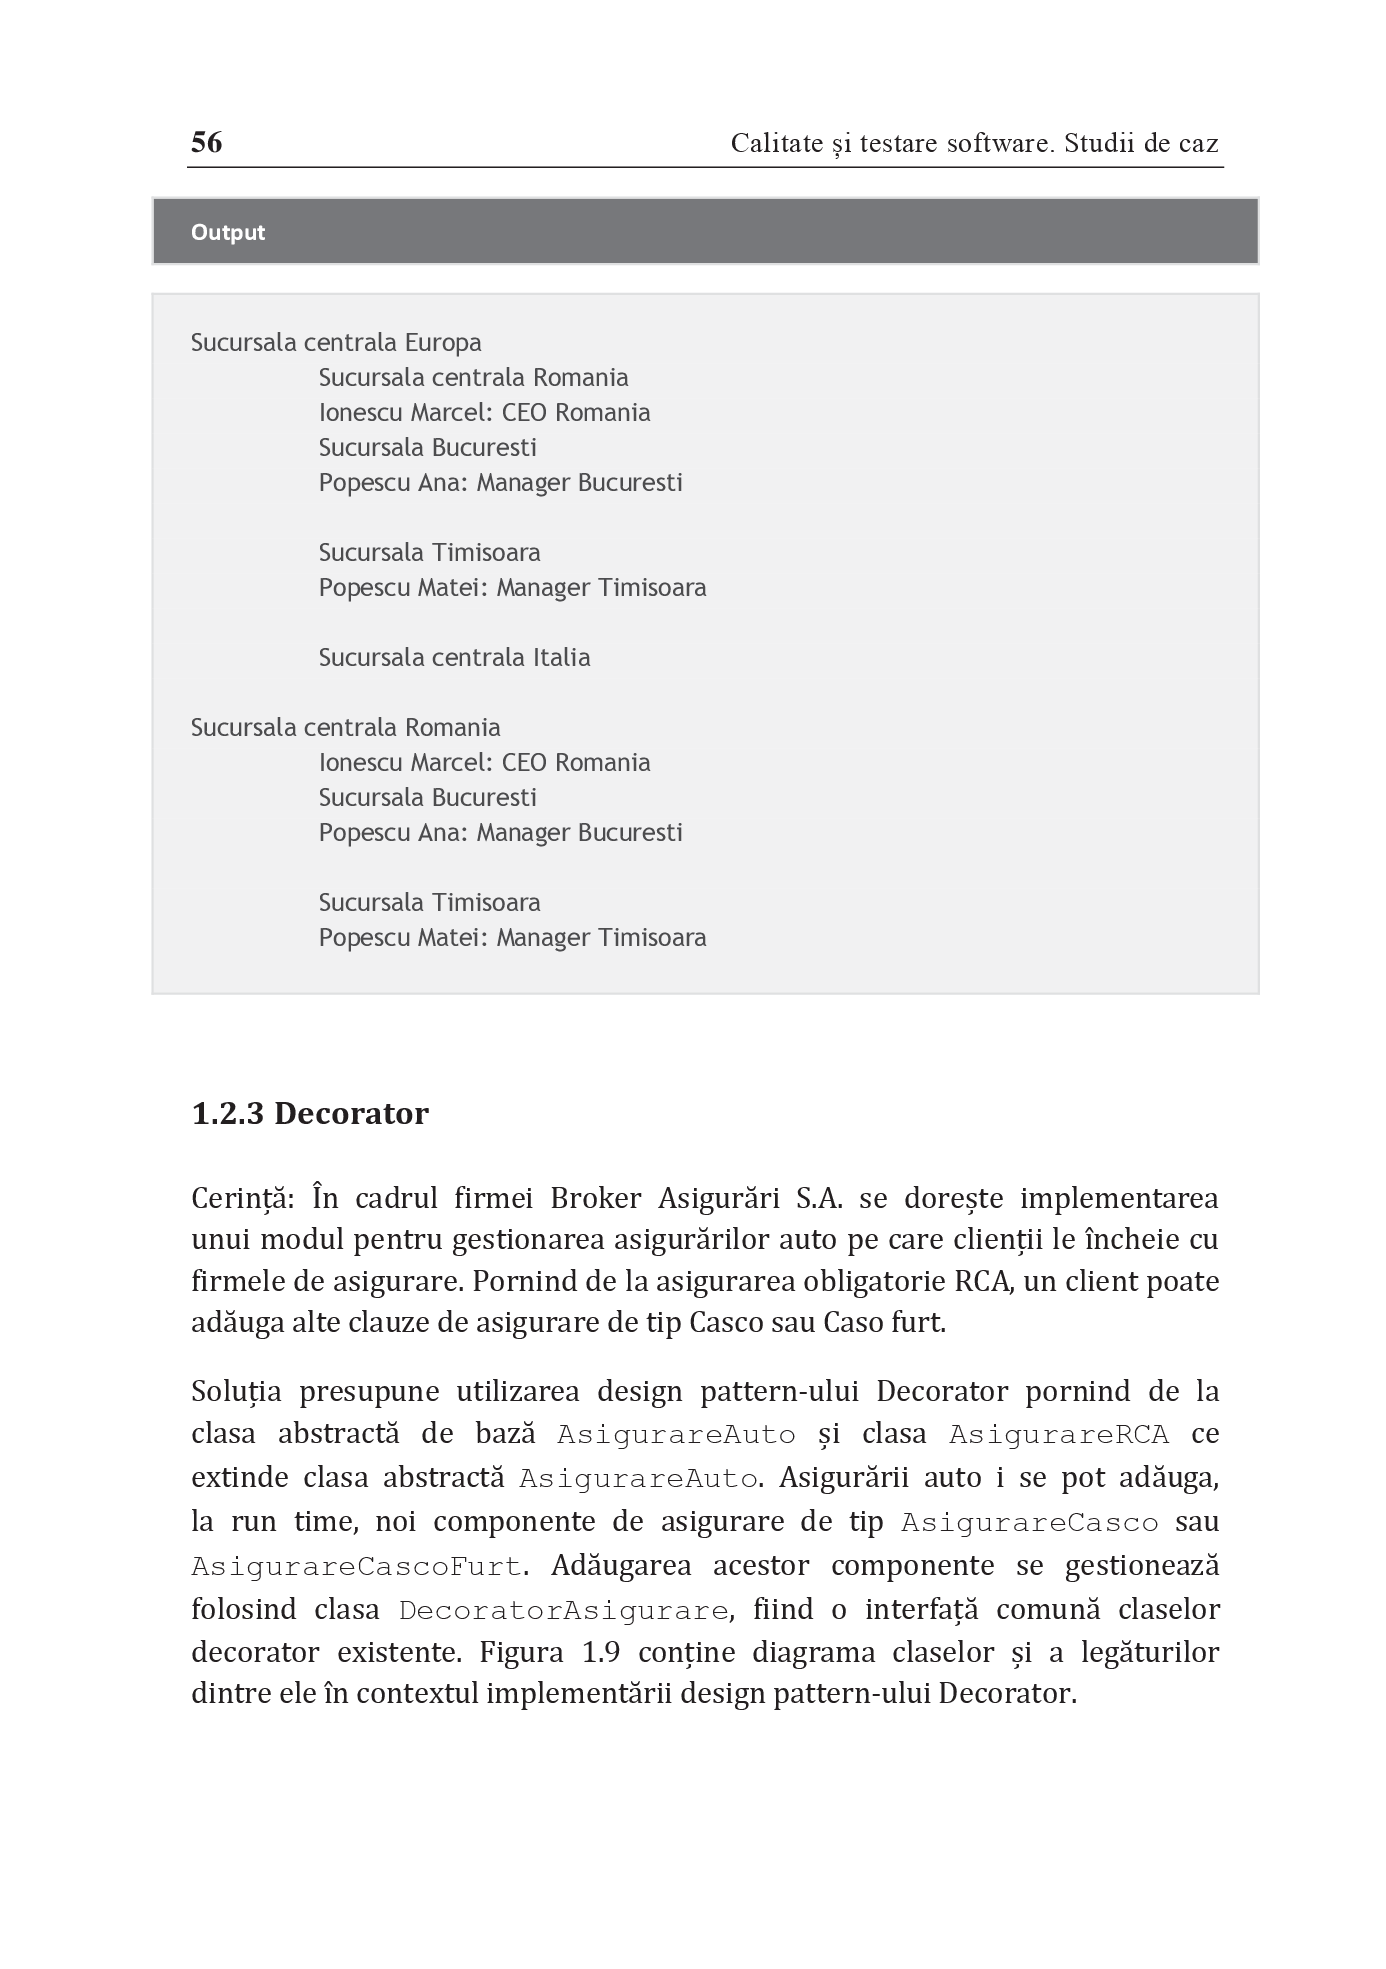 56 Calitate și testare software. Studii de caz
Output
Sucursala centrala Europa
Sucursala centrala Romania
Ionescu Marcel: CEO Romania
Sucursala Bucuresti
Popescu Ana: Manager Bucuresti
Sucursala Timisoara
Popescu Matei: Manager Timisoara
Sucursala centrala Italia
Sucursala centrala Romania
Ionescu Marcel: CEO Romania
Sucursala Bucuresti
Popescu Ana: Manager Bucuresti
Sucursala Timisoara
Popescu Matei: Manager Timisoara
1.2.3 Decorator
Cerință: În cadrul firmei Broker Asigurări S.A. se dorește implementarea
unui modul pentru gestionarea asigurărilor auto pe care clienții le încheie cu
firmele de asigurare. Pornind de la asigurarea obligatorie RCA, un client poate
adăuga alte clauze de asigurare de tip Casco sau Caso furt.
Soluția presupune utilizarea design pattern-ului Decorator pornind de la
clasa abstractă de bază AsigurareAuto și clasa AsigurareRCA ce
extinde clasa abstractă AsigurareAuto. Asigurării auto i se pot adăuga,
la run time, noi componente de asigurare de tip AsigurareCasco sau
AsigurareCascoFurt. Adăugarea acestor componente se gestionează
folosind clasa DecoratorAsigurare, fiind o interfață comună claselor
decorator existente. Figura 1.9 conține diagrama claselor și a legăturilor
dintre ele în contextul implementării design pattern-ului Decorator.